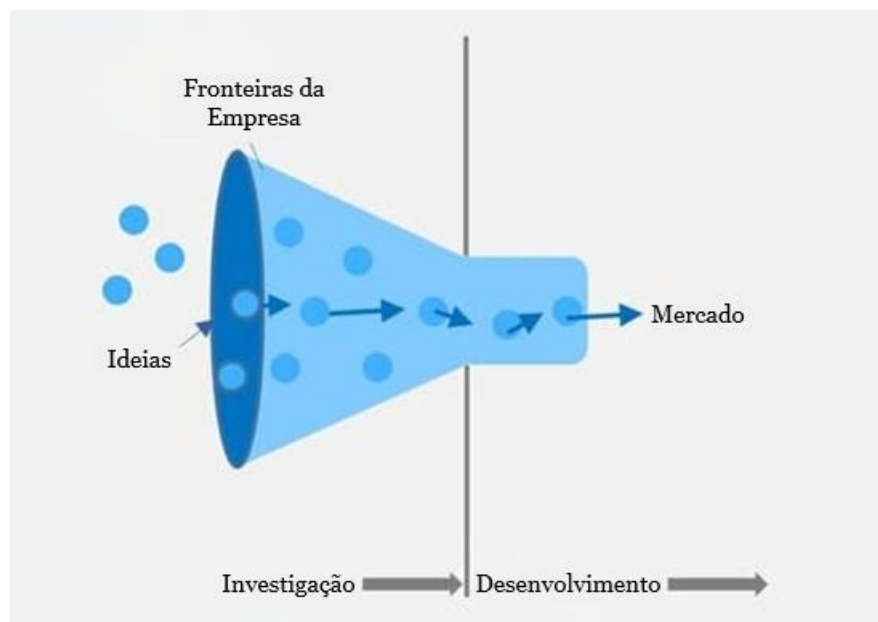 Fronteiras da
Empresa
Ideias
Mercado
Investigação
Desenvolvimento